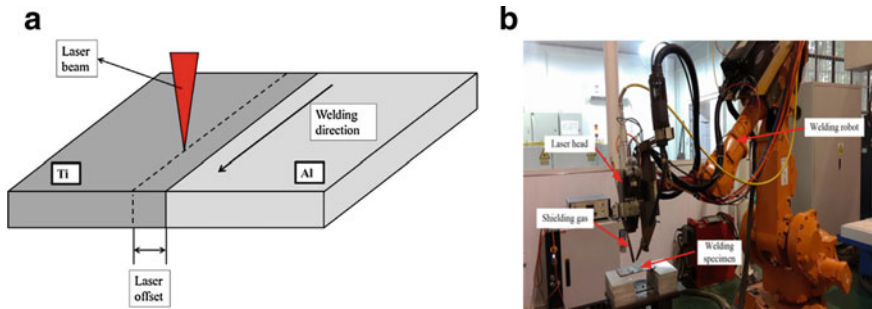 a
Laser
beam
Welding
direction
Ti
Al
Laser
offset
b
Laser head
Welding robot
Shielding gas
Welding
specimen